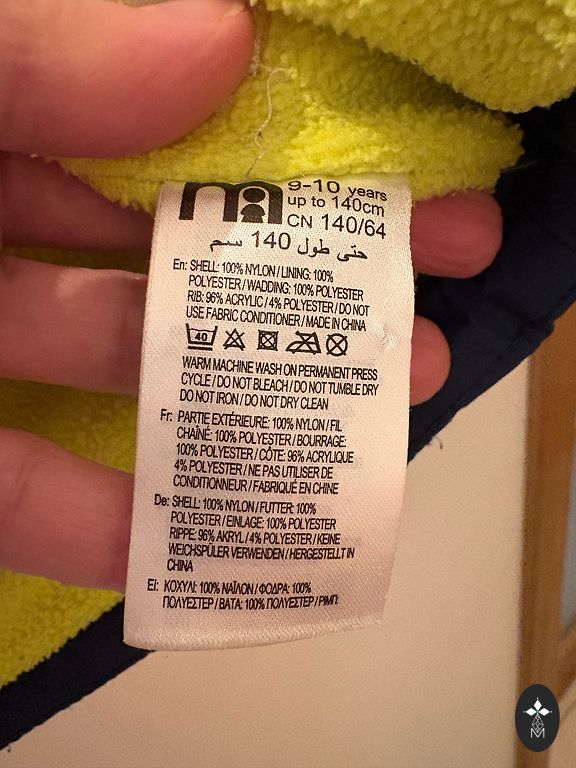 9-10 years
up to 140cm
CN 140/64
حتى طول 140 سم
En: SHELL: 100% NYLON / LINING: 100%
POLYESTER / WADDING: 100% POLYESTER
RIB: 96% ACRYLIC / 4% POLYESTER / DO NOT
USE FABRIC CONDITIONER / MADE IN CHINA
40
WARM MACHINE WASH ON PERMANENT PRESS
CYCLE / DO NOT BLEACH / DO NOT TUMBLE DRY
DO NOT IRON / DO NOT DRY CLEAN
Fr: PARTIE EXTÉRIEURE: 100% NYLON / FIL
CHAÎNÉ: 100% POLYESTER / BOURRAGE:
100% POLYESTER / CÔTE: 96% ACRYLIQUE
4% POLYESTER / NE PAS UTILISER DE
CONDITIONNEUR / FABRIQUÉ EN CHINE
De: SHELL: 100% NYLON / FUTTER: 100%
POLYESTER / EINLAGE: 100% POLYESTER
RIPPE: 96% AKRYL / 4% POLYESTER / KEINE
WEICHSPÜLER VERWENDEN / HERGESTELLT IN
CHINA
El: ΚΟΧΥΛΙ: 100% ΝΑΪΛΟΝ / ΦΟΔΡΑ: 100%
ΠΟΛΥΕΣΤΕΡ / ΒΑΤΑ: 100% ΠΟΛΥΕΣΤΕΡ / ΡΙΜΠ: